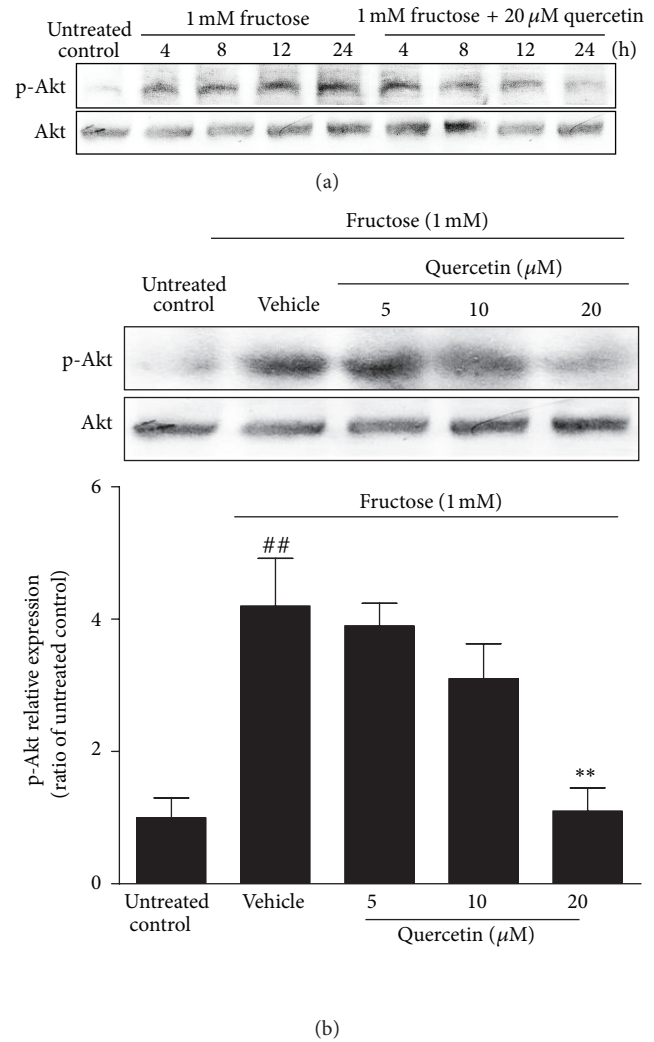 Untreated control
1 mM fructose
1 mM fructose + 20 μM quercetin
4 8 12 24 4 8 12 24 (h)
p-Akt
Akt
(a)
Fructose (1 mM)
Untreated control
Vehicle
Quercetin (μM)
5 10 20
p-Akt
Akt
6
4
2
0
p-Akt relative expression
(ratio of untreated control)
Fructose (1 mM)
##
**
Untreated control
Vehicle
5 10 20
Quercetin (μM)
(b)